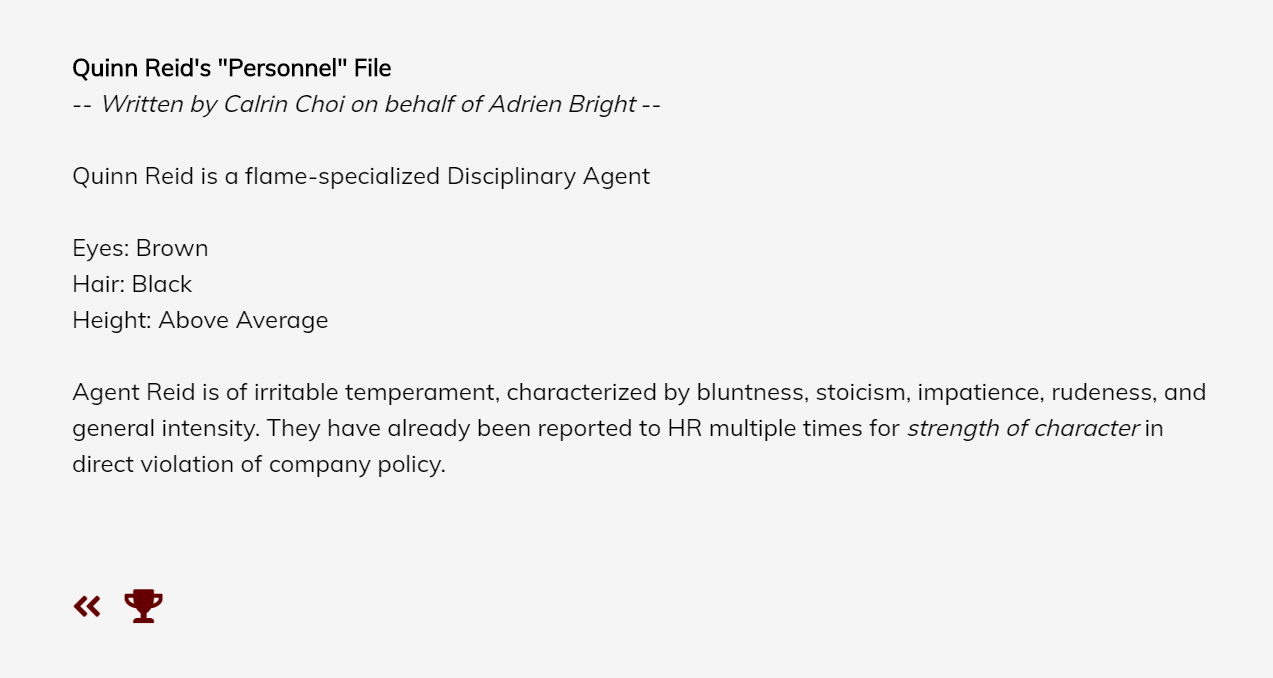 Quinn Reid's "Personnel" File
-- Written by Calrin Choi on behalf of Adrien Bright --
Quinn Reid is a flame-specialized Disciplinary Agent
Eyes: Brown
Hair: Black
Height: Above Average
Agent Reid is of irritable temperament, characterized by bluntness, stoicism, impatience, rudeness, and
general intensity. They have already been reported to HR multiple times for strength of character in
direct violation of company policy.